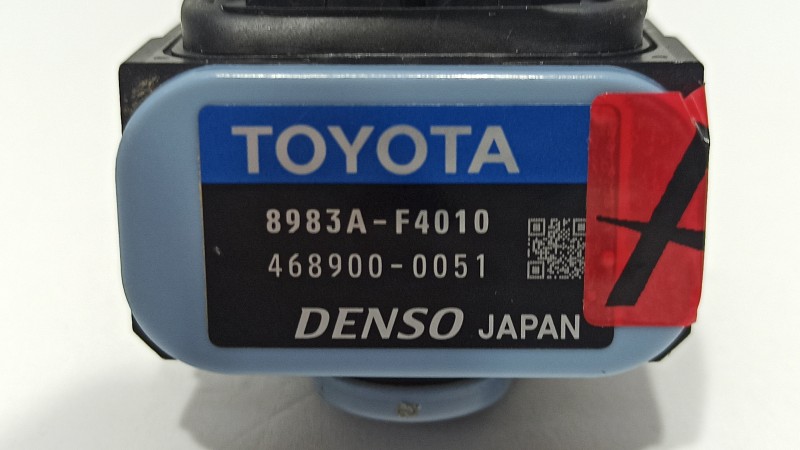 TOYOTA
8983A-F4010
468900-0051
DENSO JAPAN